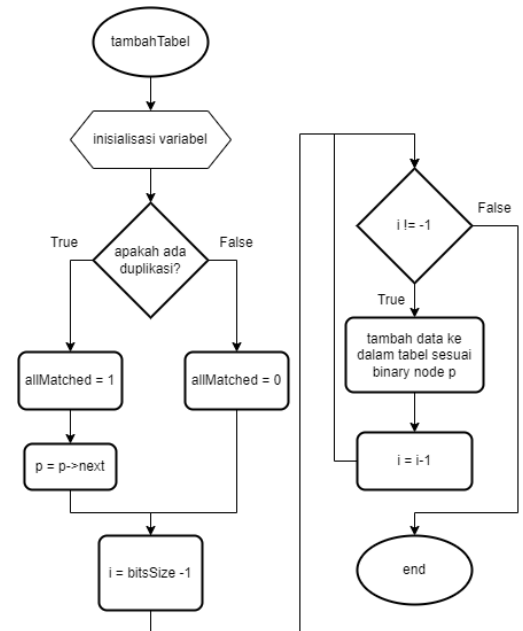 tambahTabel
inisialisasi variabel
apakah ada
duplikasi?
True
False
allMatched = 1
allMatched = 0
p = p->next
i = bitsSize -1
i != -1
False
True
tambah data ke
dalam tabel sesuai
binary node p
i = i-1
end